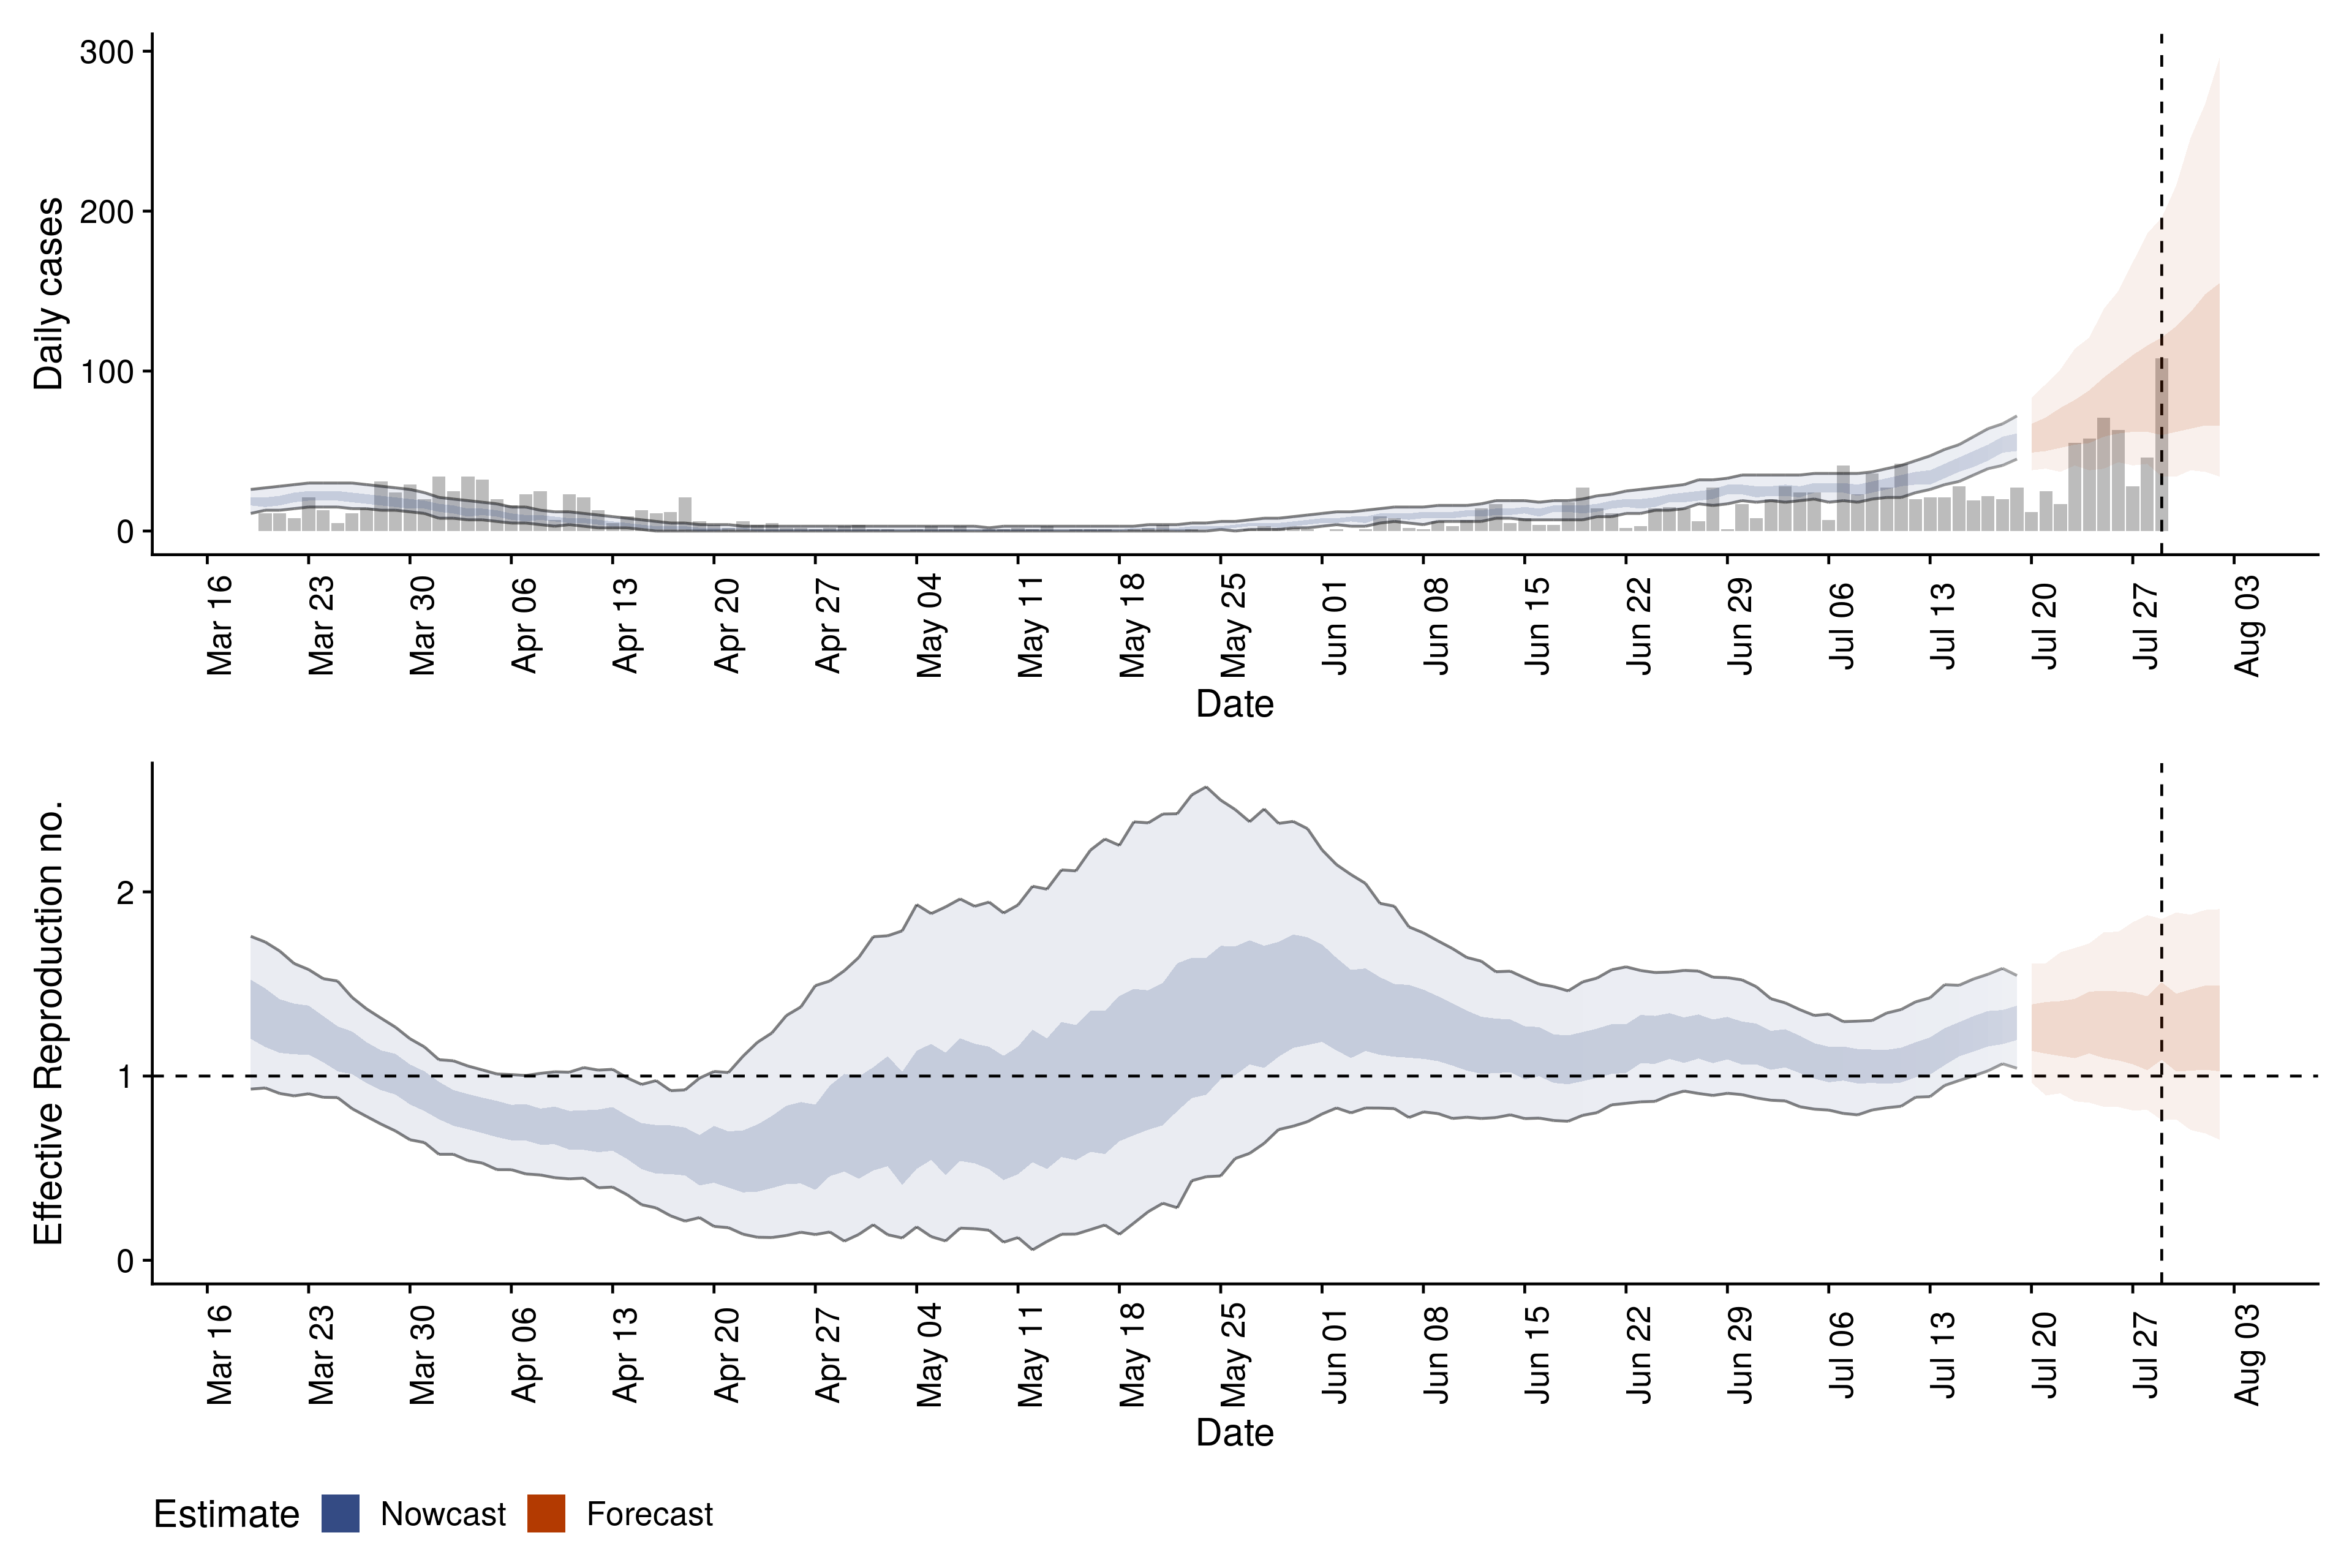 300
200
100
0
Daily cases
Mar 16 Mar 23 Mar 30 Apr 06 Apr 13 Apr 20 Apr 27 May 04 May 11 May 18 May 25 Jun 01 Jun 08 Jun 15 Jun 22 Jun 29 Jul 06 Jul 13 Jul 20 Jul 27 Aug 03
Date
2
1
0
Effective Reproduction no.
Mar 16 Mar 23 Mar 30 Apr 06 Apr 13 Apr 20 Apr 27 May 04 May 11 May 18 May 25 Jun 01 Jun 08 Jun 15 Jun 22 Jun 29 Jul 06 Jul 13 Jul 20 Jul 27 Aug 03
Date
Estimate Nowcast Forecast